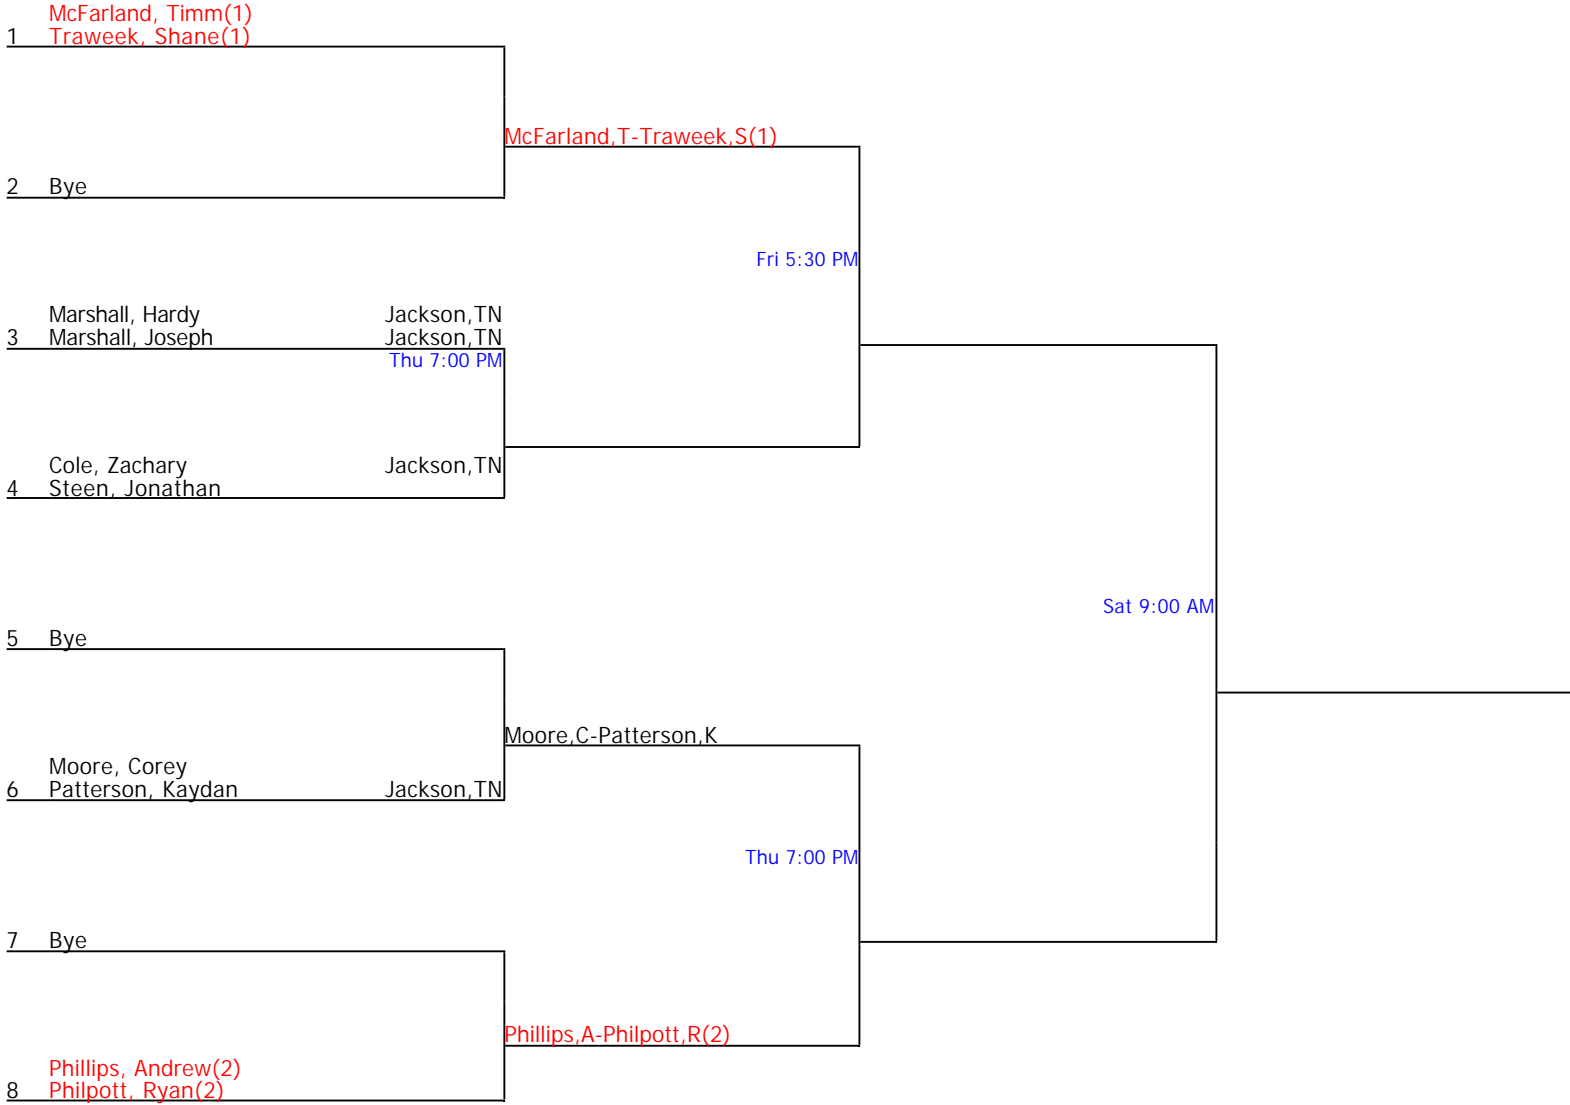 McFarland, Timm(1)
1 Traweek, Shane(1)
McFarland,T-Traweek,S(1)
2 Bye
Fri 5:30 PM
Marshall, Hardy Jackson,TN
3 Marshall, Joseph Jackson,TN
Thu 7:00 PM
Cole, Zachary Jackson,TN
4 Steen, Jonathan
Sat 9:00 AM
5 Bye
Moore,C-Patterson,K
Moore, Corey
6 Patterson, Kaydan Jackson,TN
Thu 7:00 PM
7 Bye
Phillips,A-Philpott,R(2)
Phillips, Andrew(2)
8 Philpott, Ryan(2)